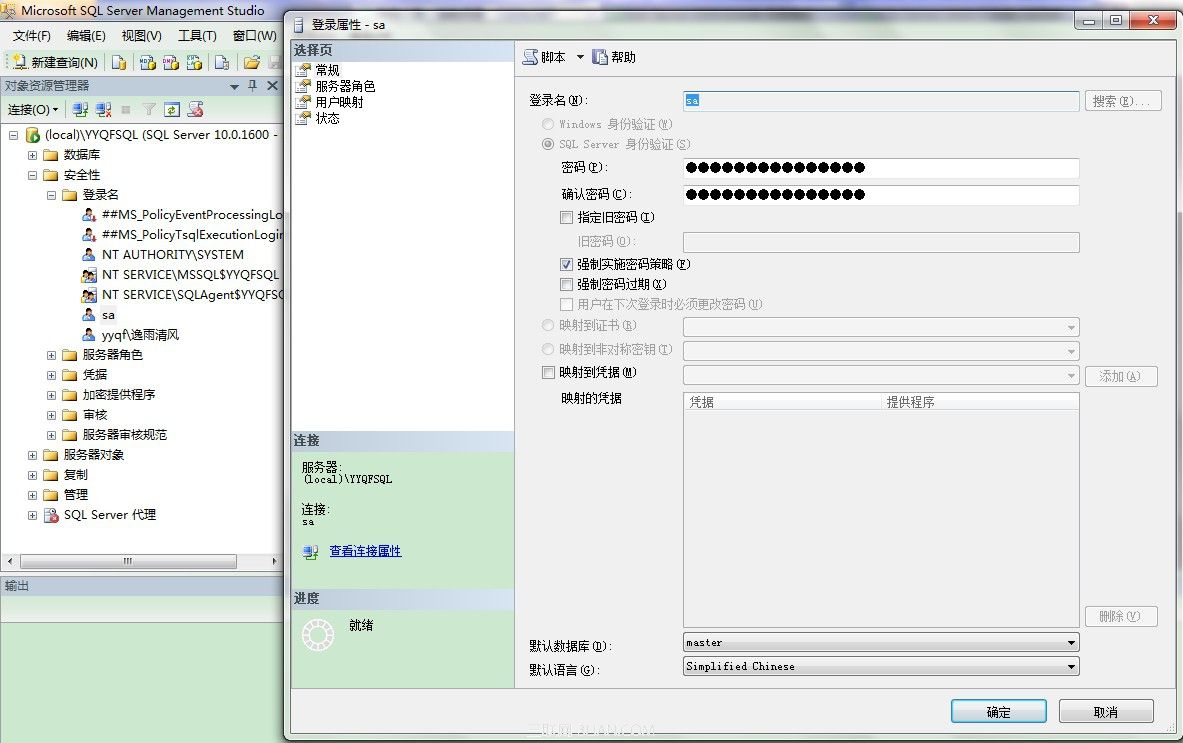 Microsoft SQL Server Management Studio
文件(F) 编辑(E) 视图(V) 工具(T) 窗口(W)
新建查询(N)
对象资源管理器
连接(O)
(local)\YYQFSQL (SQL Server 10.0.1600 -
数据库
安全性
登录名
##MS_PolicyEventProcessingLo
##MS_PolicyTsqlExecutionLogin
NT AUTHORITY\SYSTEM
NT SERVICE\MSSQL$YYQFSQL
NT SERVICE\SQLAgent$YYQFSQ
sa
yyqf\逸雨清风
服务器角色
凭据
加密提供程序
审核
服务器审核规范
服务器对象
复制
管理
SQL Server 代理
输出
登录属性 - sa
选择页
常规
服务器角色
用户映射
状态
连接
服务器:
(local)\YYQFSQL
连接:
sa
查看连接属性
进度
就绪
脚本 帮助
登录名(N): sa 搜索(E)...
Windows 身份验证(W)
SQL Server 身份验证(S)
密码(P):
确认密码(C):
指定旧密码(I)
旧密码(O):
强制实施密码策略(F)
强制密码过期(X)
用户在下次登录时必须更改密码(U)
映射到证书(R)
映射到非对称密钥(T)
映射到凭据(M) 添加(A)
映射的凭据 凭据 提供程序
删除(V)
默认数据库(D): master
默认语言(G): Simplified Chinese
确定 取消